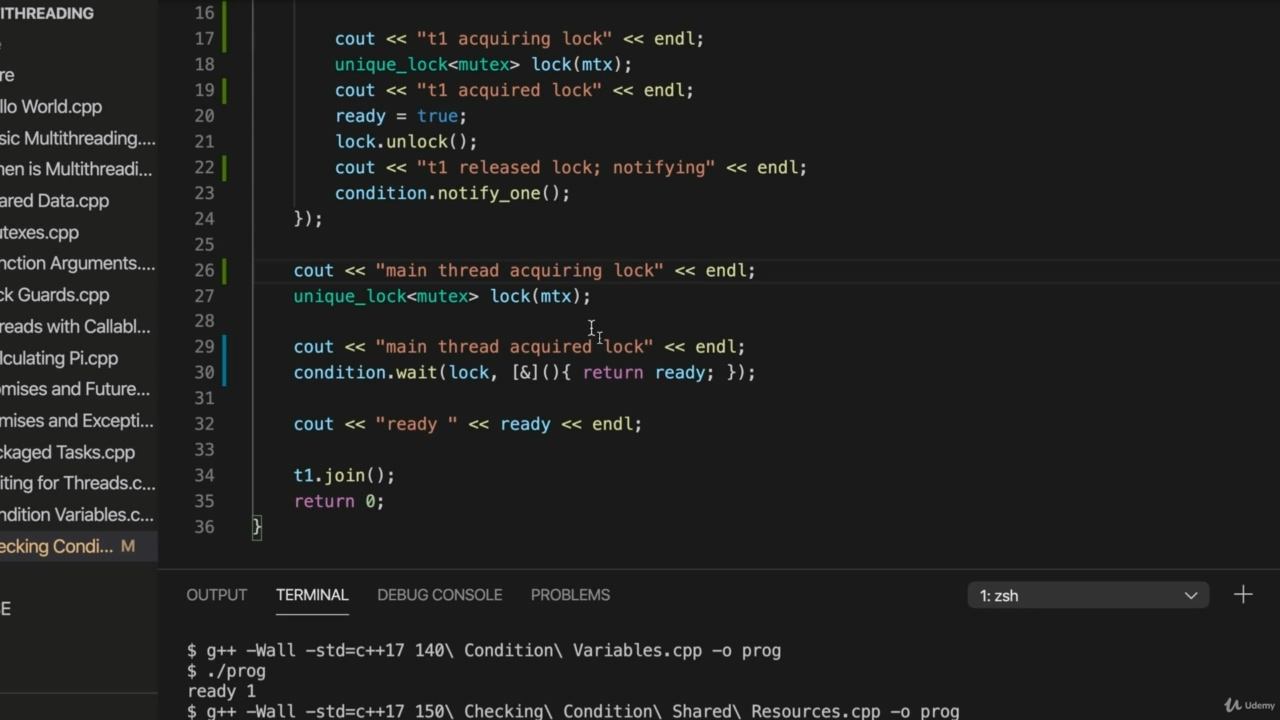 ITHREADING
re
llo World.cpp
sic Multithreading....
hen is Multithreadi...
ared Data.cpp
utexes.cpp
nction Arguments....
ck Guards.cpp
reads with Callabl...
lculating Pi.cpp
omises and Future...
mises and Excepti...
ckaged Tasks.cpp
iting for Threads.c...
ndition Variables.c...
ecking Condi... M
E
16
17 cout << "t1 acquiring lock" << endl;
18 unique_lock<mutex> lock(mtx);
19 cout << "t1 acquired lock" << endl;
20 ready = true;
21 lock.unlock();
22 cout << "t1 released lock; notifying" << endl;
23 condition.notify_one();
24 });
25
26 cout << "main thread acquiring lock" << endl;
27 unique_lock<mutex> lock(mtx);
28
29 cout << "main thread acquired lock" << endl;
30 condition.wait(lock, [&](){ return ready; });
31
32 cout << "ready " << ready << endl;
33
34 t1.join();
35 return 0;
36 }
OUTPUT TERMINAL DEBUG CONSOLE PROBLEMS 1: zsh
$ g++ -Wall -std=c++17 140\ Condition\ Variables.cpp -o prog
$ ./prog
ready 1
$ g++ -Wall -std=c++17 150\ Checking\ Condition\ Shared\ Resources.cpp -o prog
Udemy